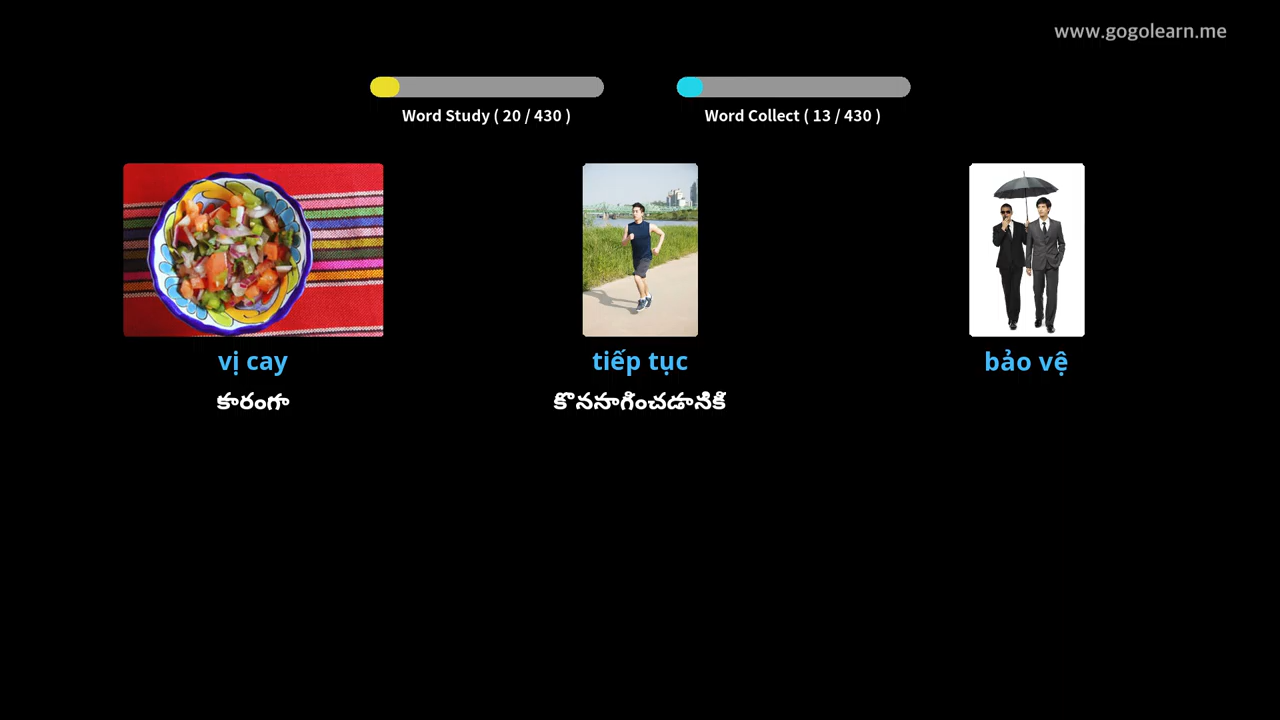 www.gogolearn.me
Word Study ( 20 / 430 )
Word Collect ( 13 / 430 )
vị cay
tiếp tục
bảo vệ
కారంగా
కొనసాగించడానికి